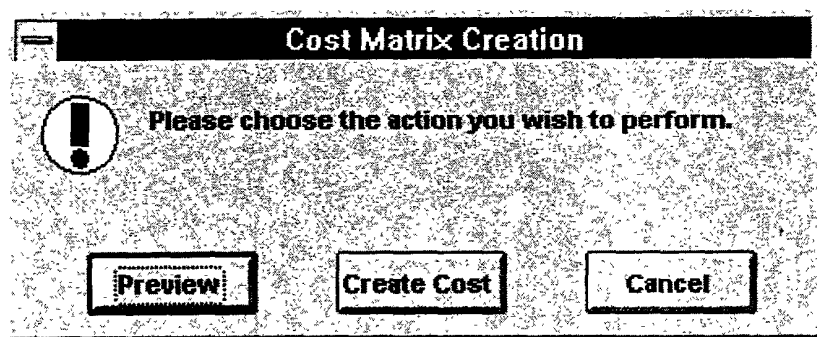 Cost Matrix Creation
Please choose the action you wish to perform.
Preview Create Cost Cancel